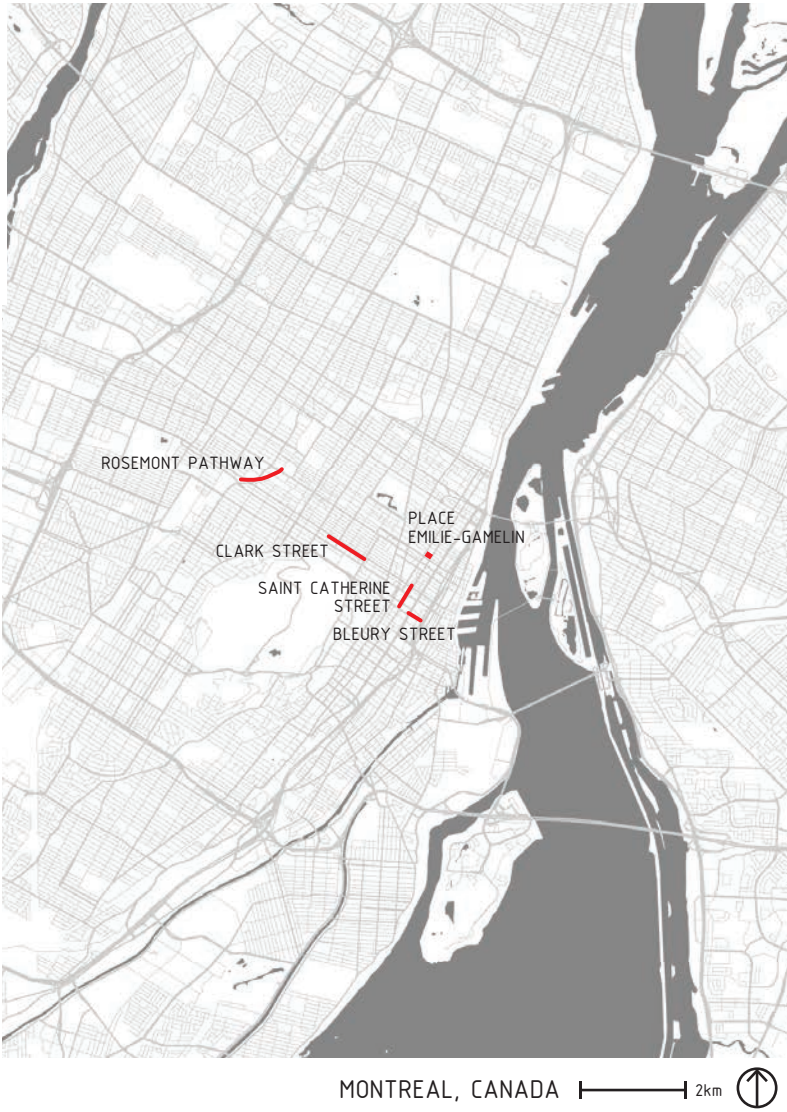 ROSEMONT PATHWAY
PLACE
EMILIE-GAMELIN
CLARK STREET
SAINT CATHERINE
STREET
BLEURY STREET
MONTREAL, CANADA
2km